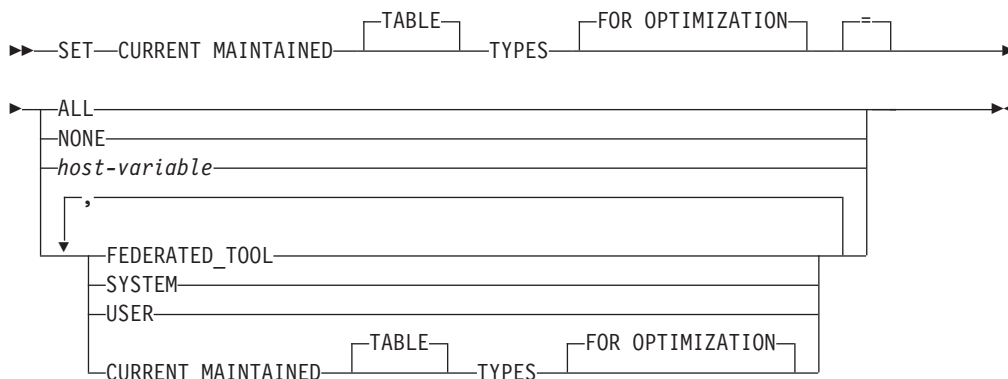 TABLE FOR OPTIMIZATION =
SET CURRENT MAINTAINED TYPES
ALL
NONE
host-variable
,
FEDERATED_TOOL
SYSTEM
USER
TABLE FOR OPTIMIZATION
CURRENT MAINTAINED TYPES